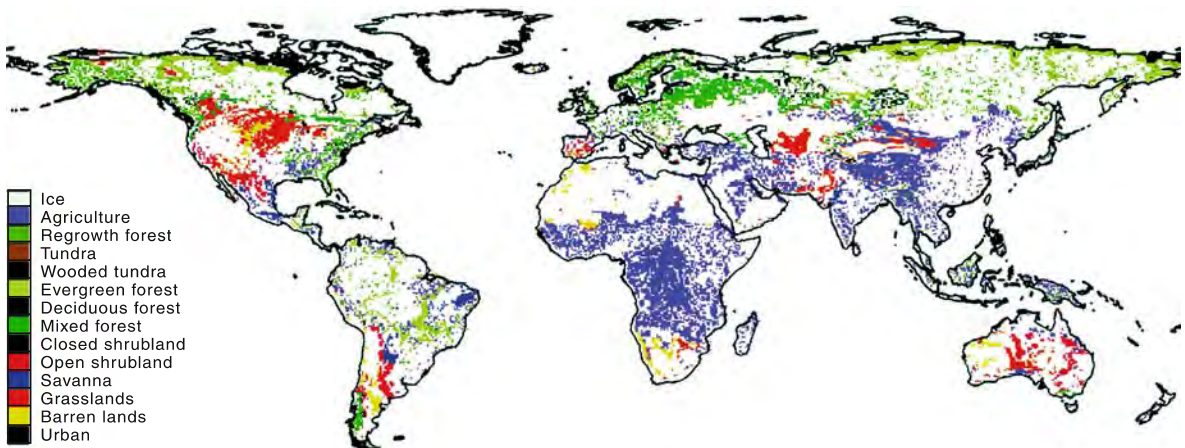 Ice
Agriculture
Regrowth forest
Tundra
Wooded tundra
Evergreen forest
Deciduous forest
Mixed forest
Closed shrubland
Open shrubland
Savanna
Grasslands
Barren lands
Urban